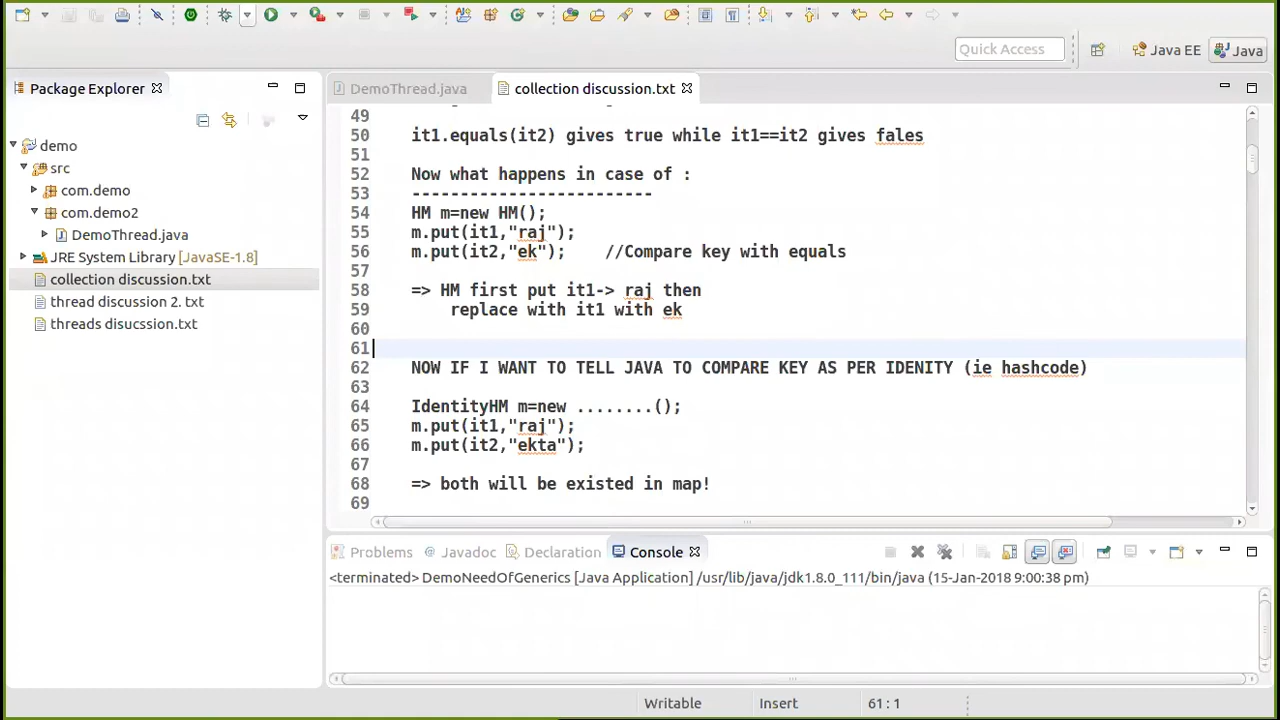 Quick Access
Java EE
Java
Package Explorer
demo
src
com.demo
com.demo2
DemoThread.java
JRE System Library [JavaSE-1.8]
collection discussion.txt
thread discussion 2. txt
threads disucssion.txt
DemoThread.java
collection discussion.txt
49
50 it1.equals(it2) gives true while it1==it2 gives fales
51
52 Now what happens in case of :
53 -------------------------
54 HM m=new HM();
55 m.put(it1,"raj");
56 m.put(it2,"ek"); //Compare key with equals
57
58 => HM first put it1-> raj then
59 replace with it1 with ek
60
61
62 NOW IF I WANT TO TELL JAVA TO COMPARE KEY AS PER IDENITY (ie hashcode)
63
64 IdentityHM m=new ........();
65 m.put(it1,"raj");
66 m.put(it2,"ekta");
67
68 => both will be existed in map!
69
Problems
Javadoc
Declaration
Console
<terminated> DemoNeedOfGenerics [Java Application] /usr/lib/java/jdk1.8.0_111/bin/java (15-Jan-2018 9:00:38 pm)
Writable
Insert
61 : 1